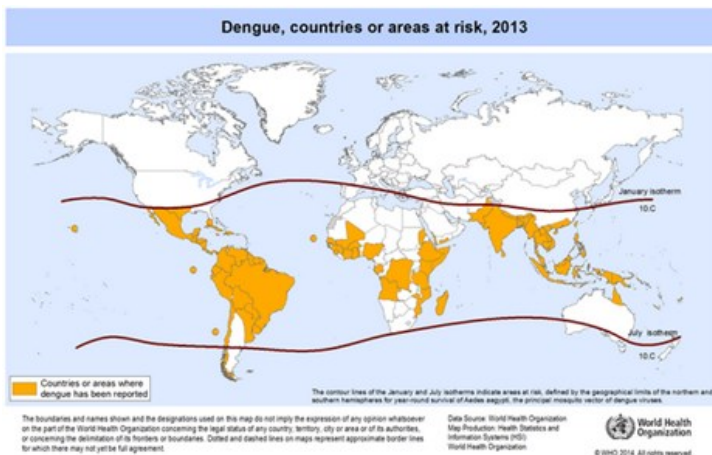 Dengue, countries or areas at risk, 2013
January isotherm
10.C
July isotherm
10.C
Countries or areas where
dengue has been reported
The contour lines of the January and July isotherms indicate areas at risk, defined by the geographical limits of the northern and
southern hemispheres for year-round survival of Aedes aegypti, the principal mosquito vector of dengue viruses.
The boundaries and names shown and the designations used on this map do not imply the expression of any opinion whatsoever
on the part of the World Health Organization concerning the legal status of any country, territory, city or area or of its authorities,
or concerning the delimitation of its frontiers or boundaries. Dotted and dashed lines on maps represent approximate border lines
for which there may not yet be full agreement.
Data Source: World Health Organization
Map Production: Health Statistics and
Information Systems (HSI)
World Health Organization
World Health
Organization
© WHO 2014. All rights reserved